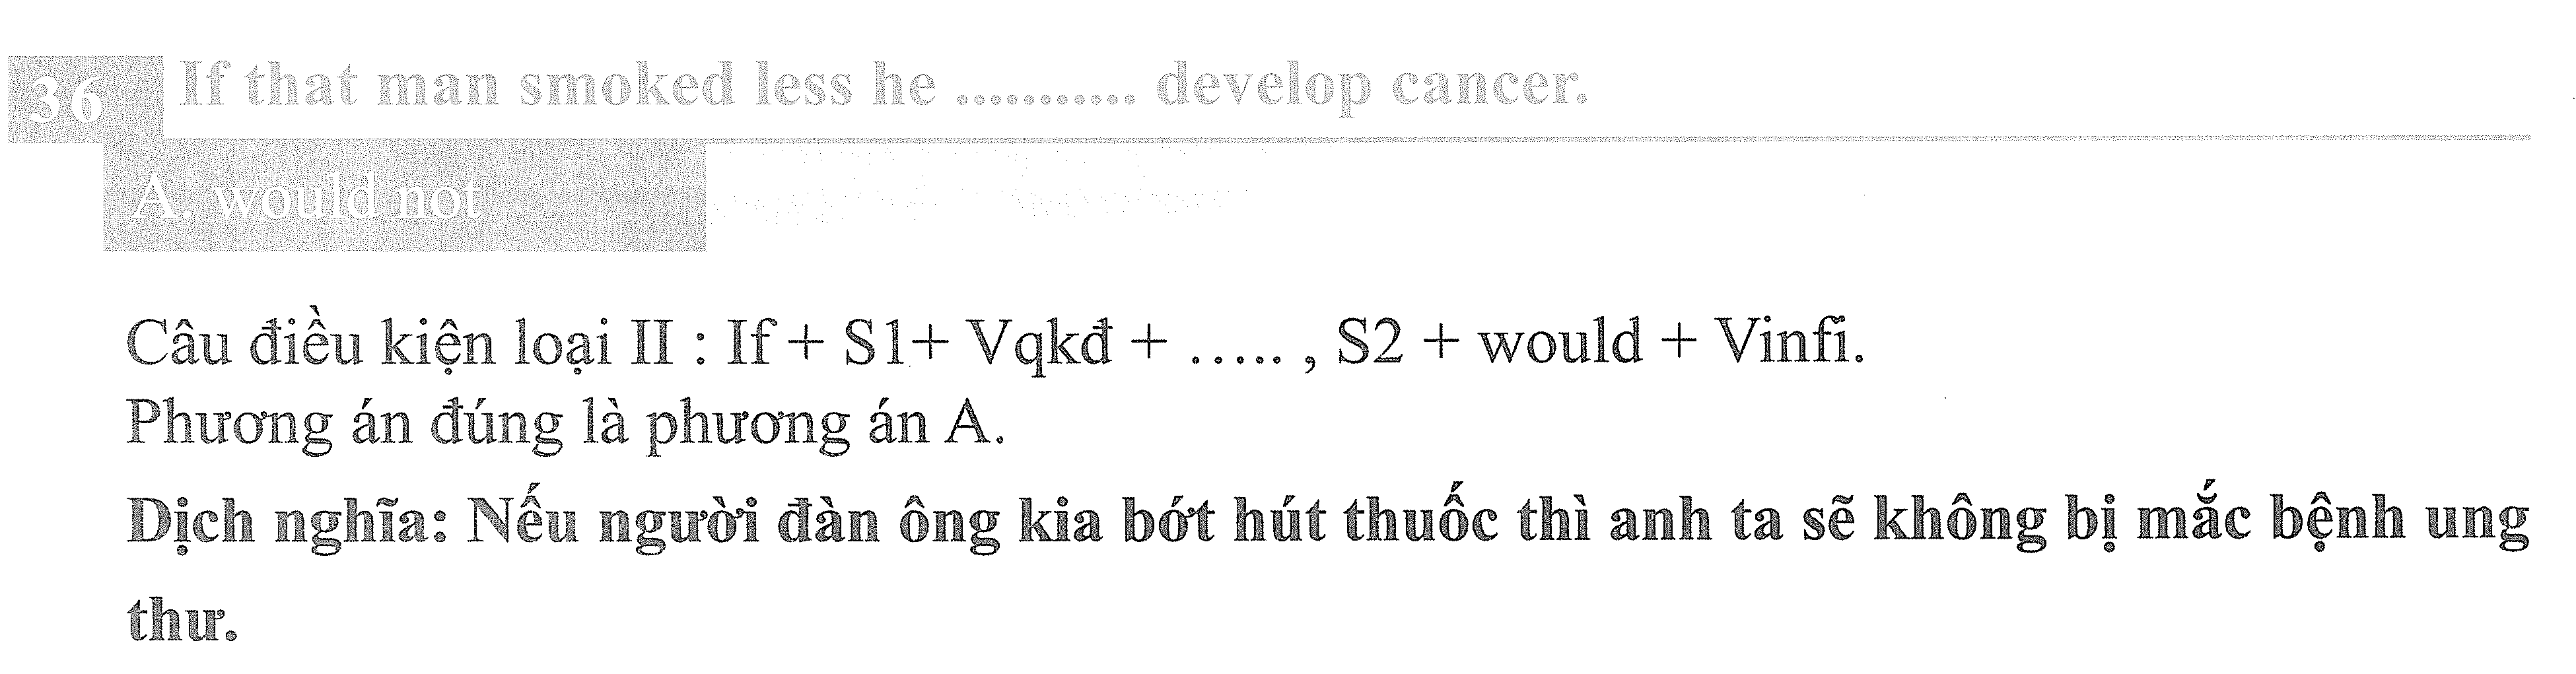 36 If that man smoked less he ........... develop cancer.
A. would not
Câu điều kiện loại II : If + S1+ Vqkđ + ..... , S2 + would + Vinfi.
Phương án đúng là phương án A.
Dịch nghĩa: Nếu người đàn ông kia bớt hút thuốc thì anh ta sẽ không bị mắc bệnh ung
thư.